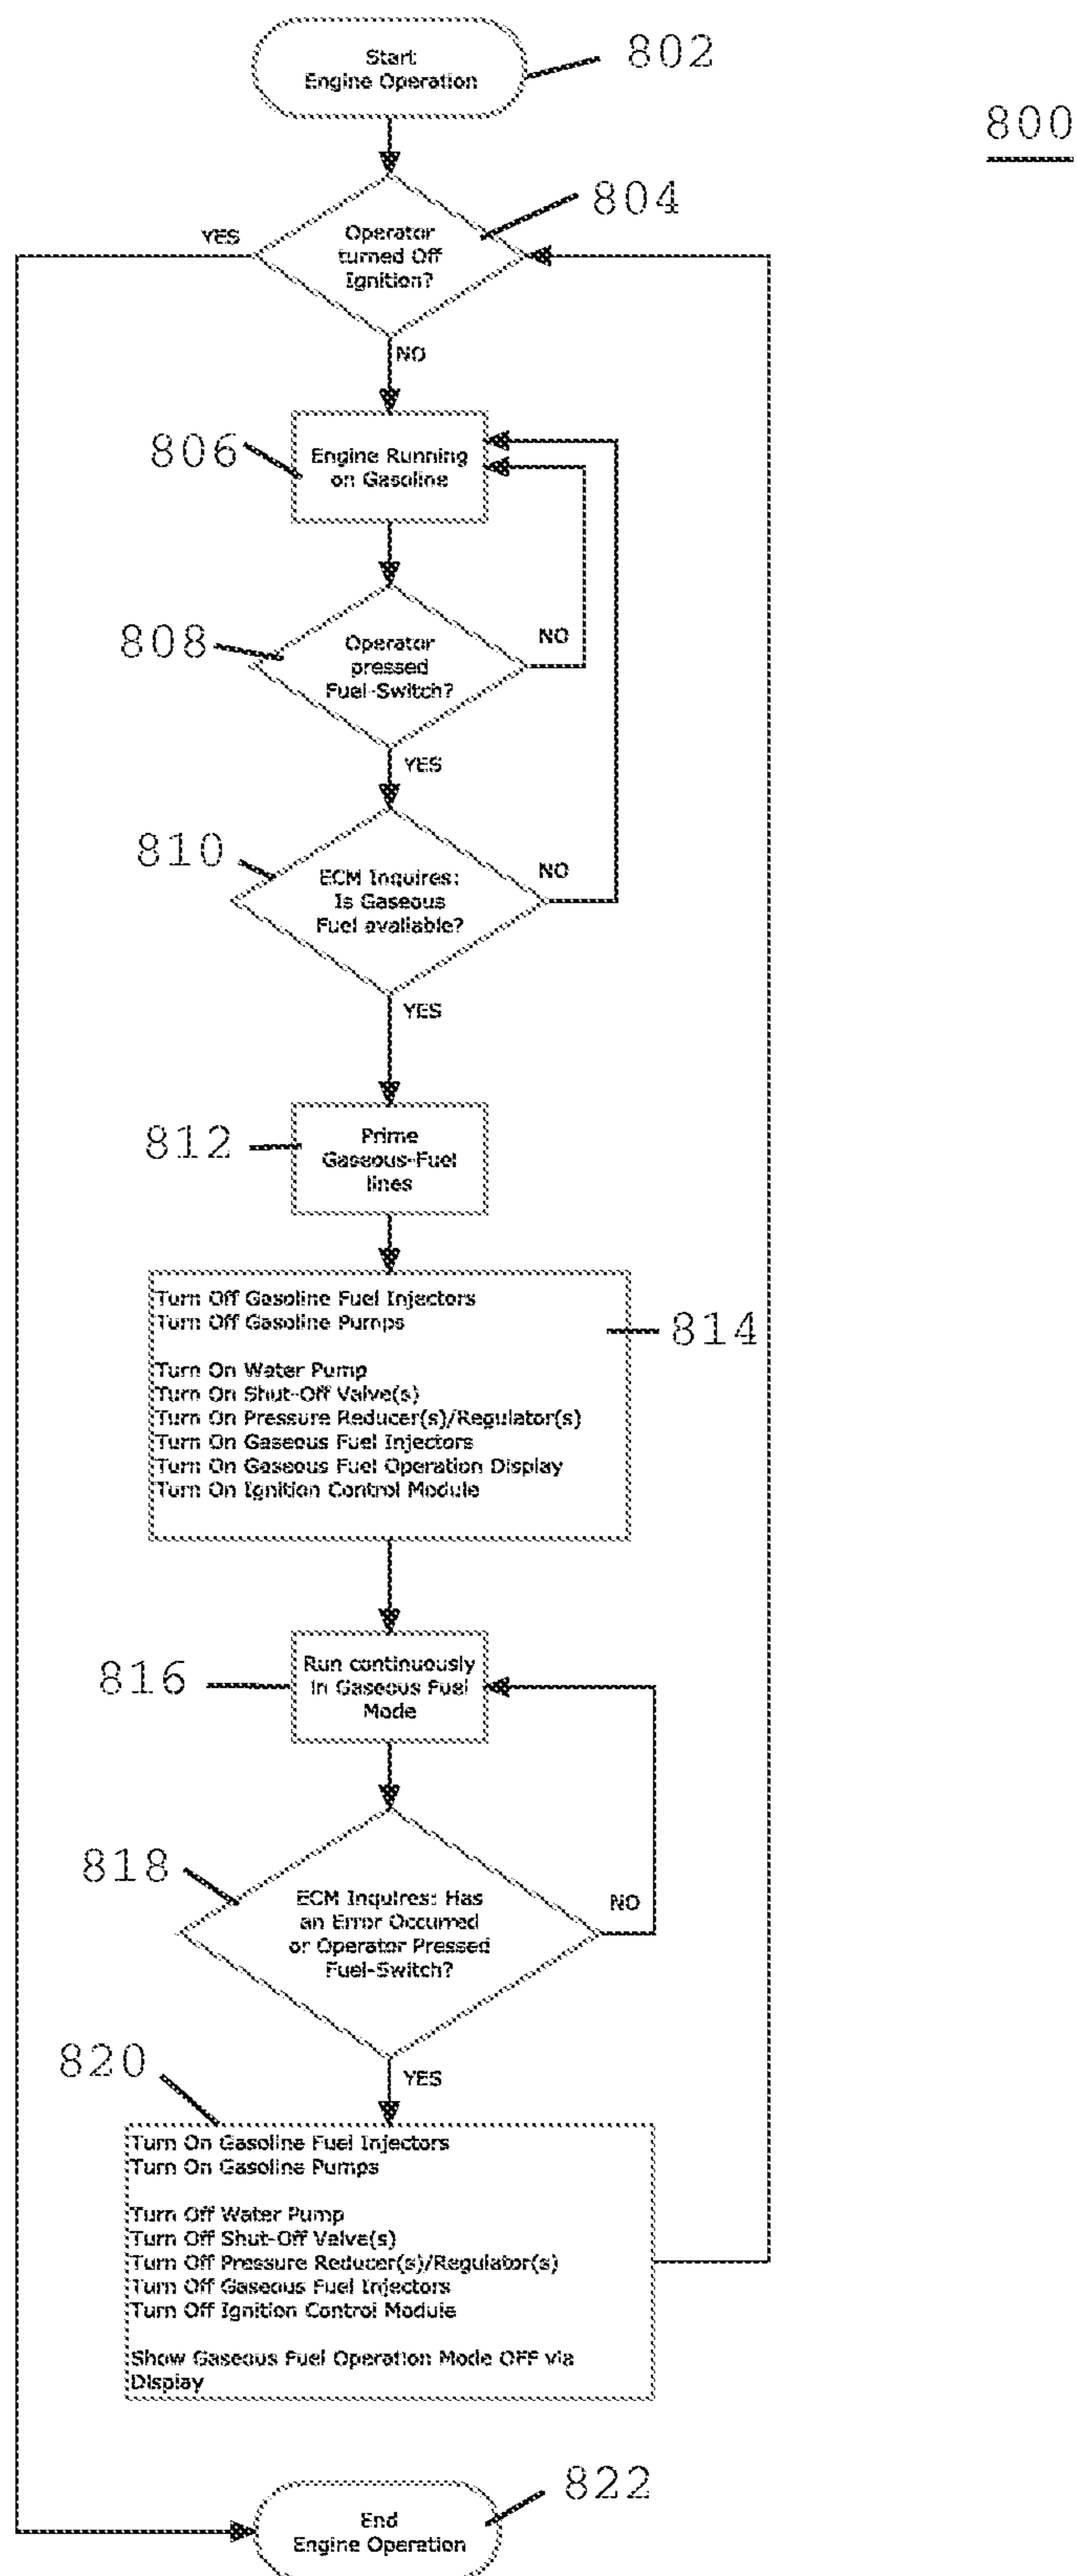 Start
Engine Operation
802
800
804
Operator
turned Off
Ignition?
YES
NO
806
Engine Running
on Gasoline
808
Operator
pressed
Fuel-Switch?
NO
YES
810
ECM Inquires:
Is Gaseous
Fuel available?
NO
YES
812
Prime
Gaseous-Fuel
lines
Turn Off Gasoline Fuel Injectors
Turn Off Gasoline Pumps
814
Turn On Water Pump
Turn On Shut-Off Valve(s)
Turn On Pressure Reducer(s)/Regulator(s)
Turn On Gaseous Fuel Injectors
Turn On Gaseous Fuel Operation Display
Turn On Ignition Control Module
816
Run continuously
in Gaseous Fuel
Mode
818
ECM Inquires: Has
an Error Occurred
or Operator Pressed
Fuel-Switch?
NO
YES
820
Turn On Gasoline Fuel Injectors
Turn On Gasoline Pumps
Turn Off Water Pump
Turn Off Shut-Off Valve(s)
Turn Off Pressure Reducer(s)/Regulator(s)
Turn Off Gaseous Fuel Injectors
Turn Off Ignition Control Module
Show Gaseous Fuel Operation Mode OFF via
Display
822
End
Engine Operation